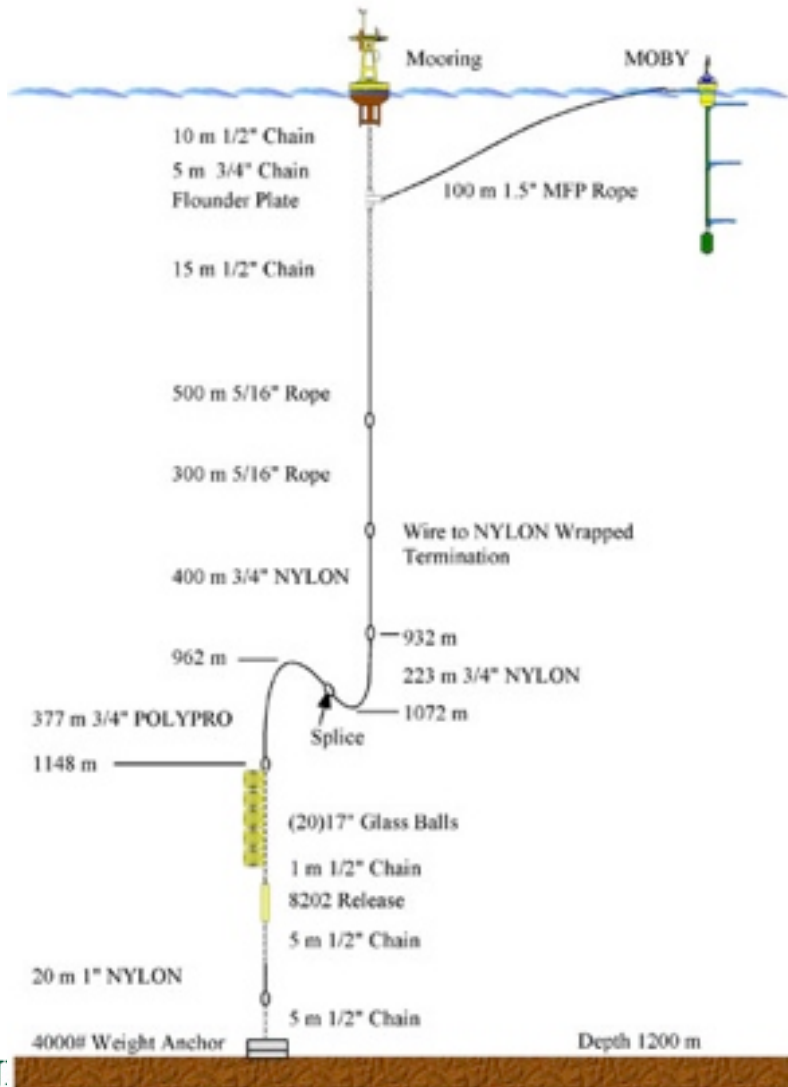 Mooring
MOBY
10 m 1/2" Chain
5 m 3/4" Chain
Flounder Plate
100 m 1.5" MFP Rope
15 m 1/2" Chain
500 m 5/16" Rope
300 m 5/16" Rope
Wire to NYLON Wrapped
Termination
400 m 3/4" NYLON
932 m
962 m
223 m 3/4" NYLON
1072 m
377 m 3/4" POLYPRO
Splice
1148 m
(20)17" Glass Balls
1 m 1/2" Chain
8202 Release
5 m 1/2" Chain
20 m 1" NYLON
5 m 1/2" Chain
4000# Weight Anchor
Depth 1200 m